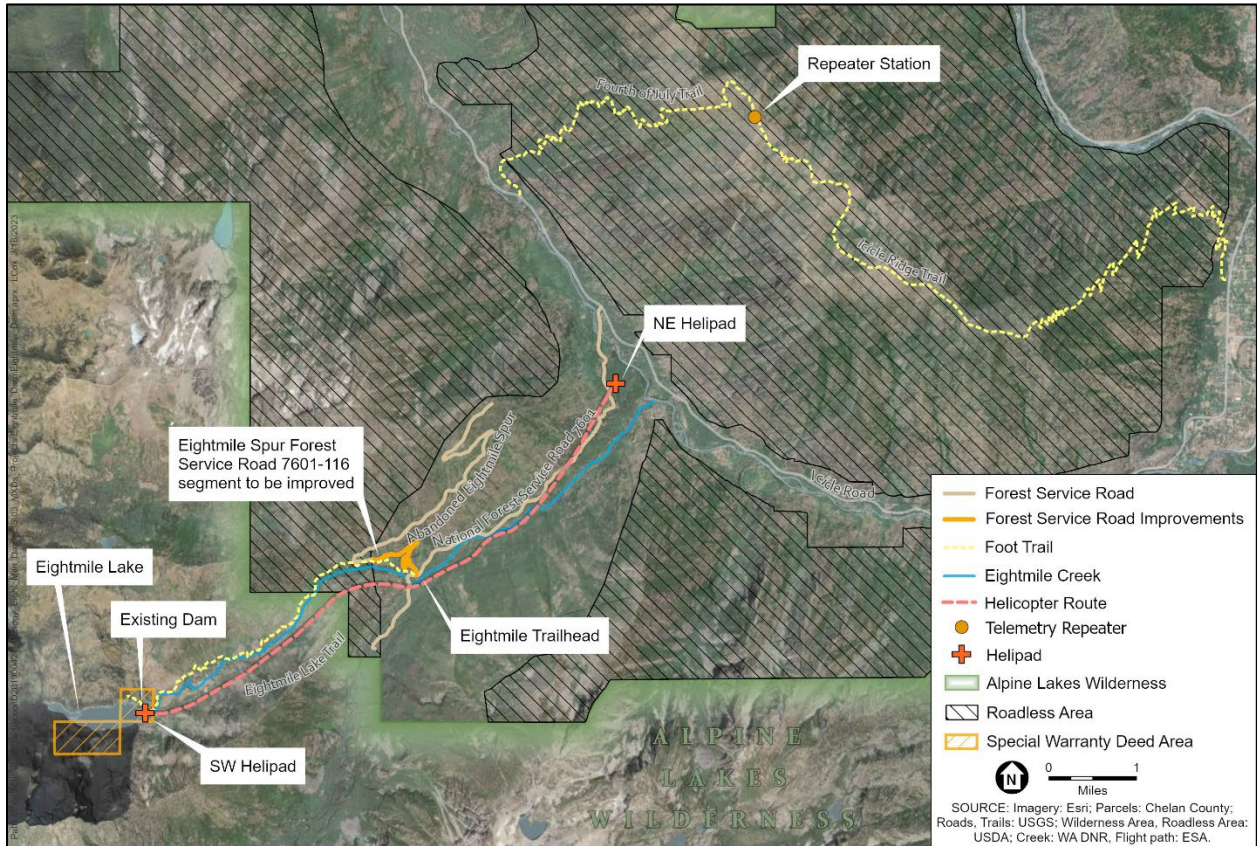 Repeater Station
Fourth of July Trail
Icicle Ridge Trail
NE Helipad
Eightmile Spur Forest
Service Road 7601-116
segment to be improved
Abandoned Eightmile Spur
National Forest Service Road 7601
Icicle Road
Eightmile Lake
Existing Dam
Eightmile Trailhead
Eightmile Lake Trail
SW Helipad
ALPINE
LAKES
WILDERNESS
Forest Service Road
Forest Service Road Improvements
Foot Trail
Eightmile Creek
Helicopter Route
Telemetry Repeater
Helipad
Alpine Lakes Wilderness
Roadless Area
Special Warranty Deed Area
N
0 1
Miles
SOURCE: Imagery: Esri; Parcels: Chelan County;
Roads, Trails: USGS; Wilderness Area, Roadless Area:
USDA; Creek: WA DNR, Flight path: ESA.